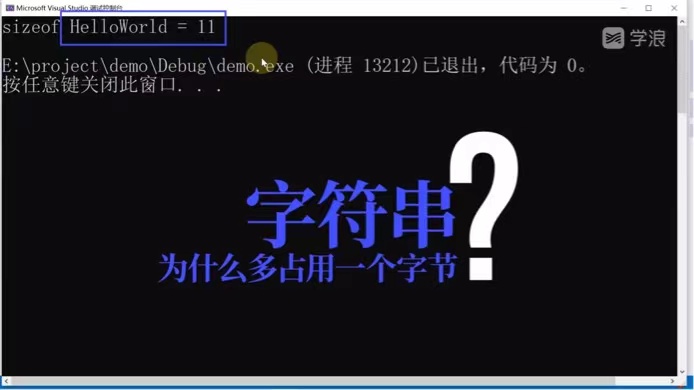 Microsoft Visual Studio 调试控制台
sizeof HelloWorld = 11
学浪
E:\project\demo\Debug\demo.exe (进程 13212)已退出，代码为 0。
按任意键关闭此窗口. . .
字符串
为什么多占用一个字节
?